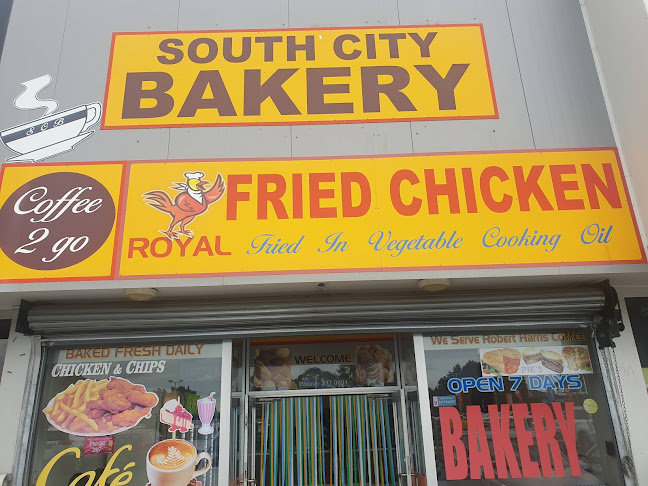 SOUTH CITY
BAKERY
S C B
Coffee
2 go
FRIED CHICKEN
ROYAL
Fried In Vegetable Cooking Oil
BAKED FRESH DAILY
CHICKEN & CHIPS
Café
WELCOME
We Serve Robert Harris Coffee
PIE'S
OPEN 7 DAYS
BAKERY